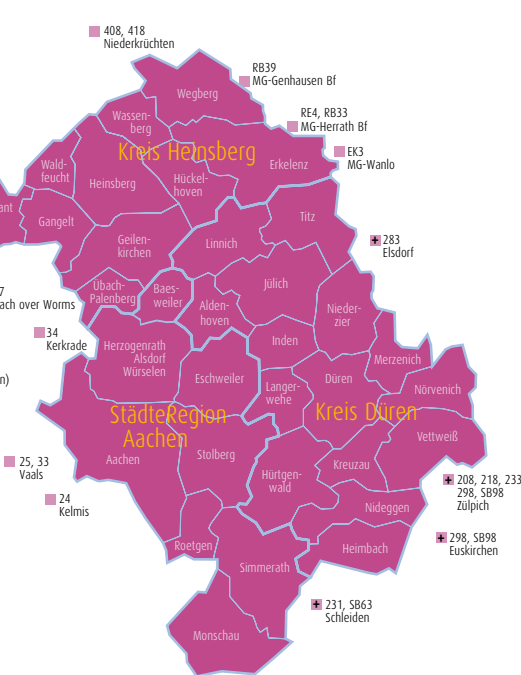 408, 418
Niederkrüchten
RB39
MG-Genhausen Bf
Wegberg
RE4, RB33
MG-Herrath Bf
Wassen-
berg
Kreis Heinsberg
EK3
MG-Wanlo
Wald-
feucht
Heinsberg
Hückel-
hoven
Erkelenz
ant
Gangelt
Titz
Geilen-
kirchen
Linnich
+ 283
Elsdorf
Übach-
Palenberg
Baes-
weiler
Jülich
7
ach over Worms
Alden-
hoven
Nieder-
zier
34
Kerkrade
Herzogenrath
Alsdorf
Würselen
Inden
Merzenich
n)
Eschweiler
Langer-
wehe
Düren
Nörvenich
StädteRegion
Aachen
Kreis Düren
Vettweiß
Aachen
Stolberg
Kreuzau
25, 33
Vaals
Hürtgen-
wald
+ 208, 218, 233
298, SB98
Zülpich
24
Kelmis
Nideggen
+ 298, SB98
Euskirchen
Roetgen
Heimbach
Simmerath
+ 231, SB63
Schleiden
Monschau